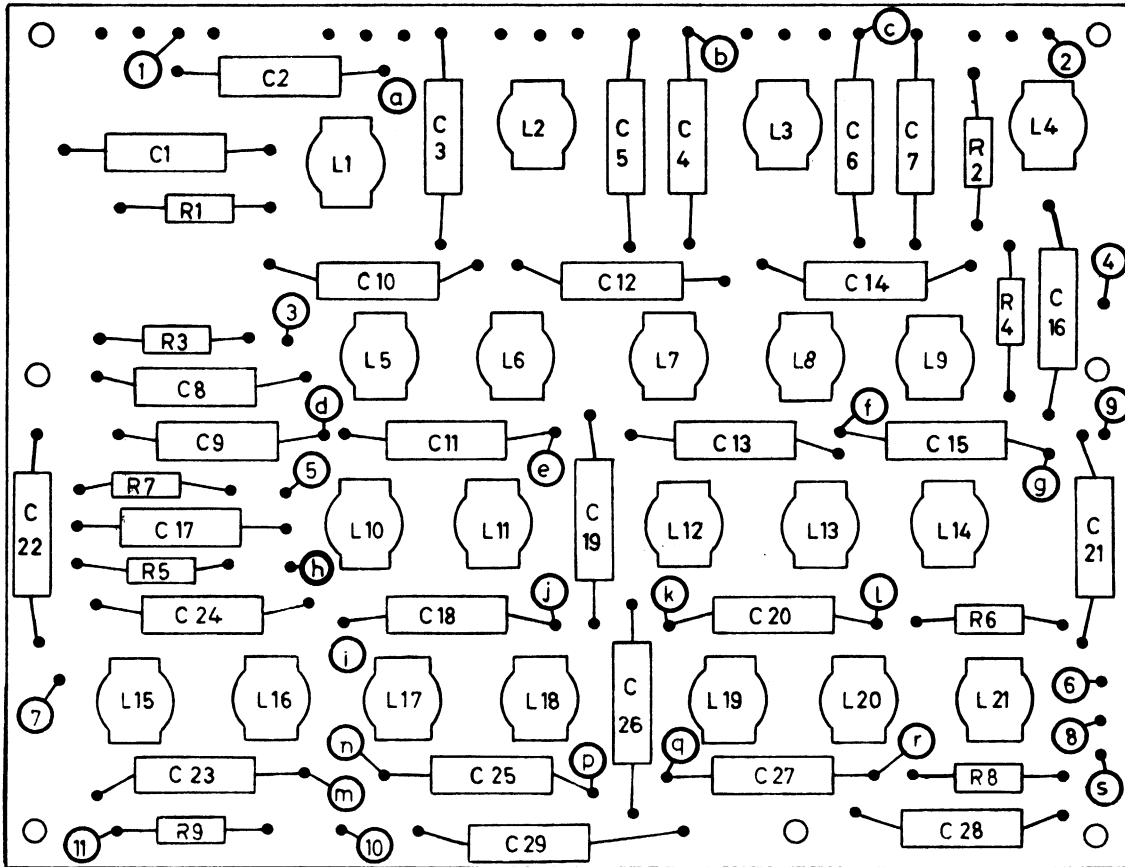 1
C2
a
b
c
2
C3
L2
C5
C4
L3
C6
C7
R2
L4
C1
L1
R1
C10
C12
C14
R4
C16
4
3
R3
L5
L6
L7
L8
L9
C8
d
f
9
C9
C11
e
C13
C15
g
5
R7
C22
C17
L10
L11
C19
L12
L13
L14
C21
R5
h
C24
C18
j
k
C20
l
R6
i
7
L15
L16
L17
L18
C26
L19
L20
L21
6
8
n
p
q
r
s
C23
m
C25
C27
R8
11
R9
10
C29
C28